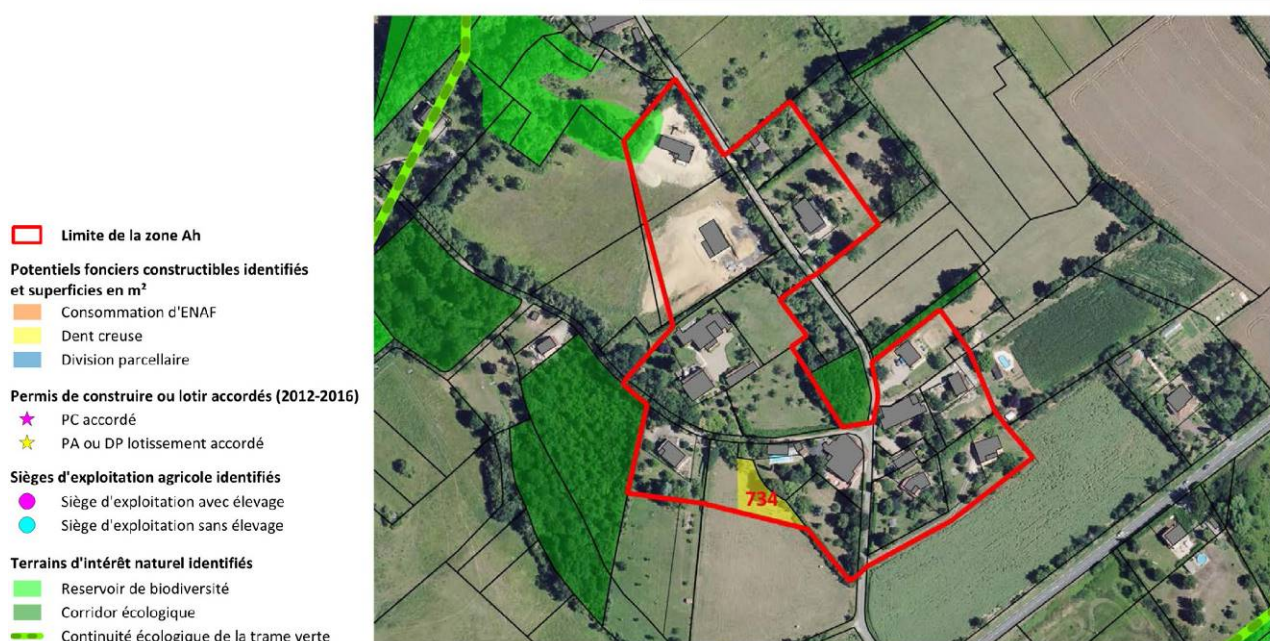 Limite de la zone Ah
Potentiels fonciers constructibles identifiés
et superficies en m²
Consommation d'ENAF
Dent creuse
Division parcellaire
Permis de construire ou lotir accordés (2012-2016)
PC accordé
PA ou DP lotissement accordé
Sièges d'exploitation agricole identifiés
Siège d'exploitation avec élevage
Siège d'exploitation sans élevage
Terrains d'intérêt naturel identifiés
Reservoir de biodiversité
Corridor écologique
Continuité écologique de la trame verte
734